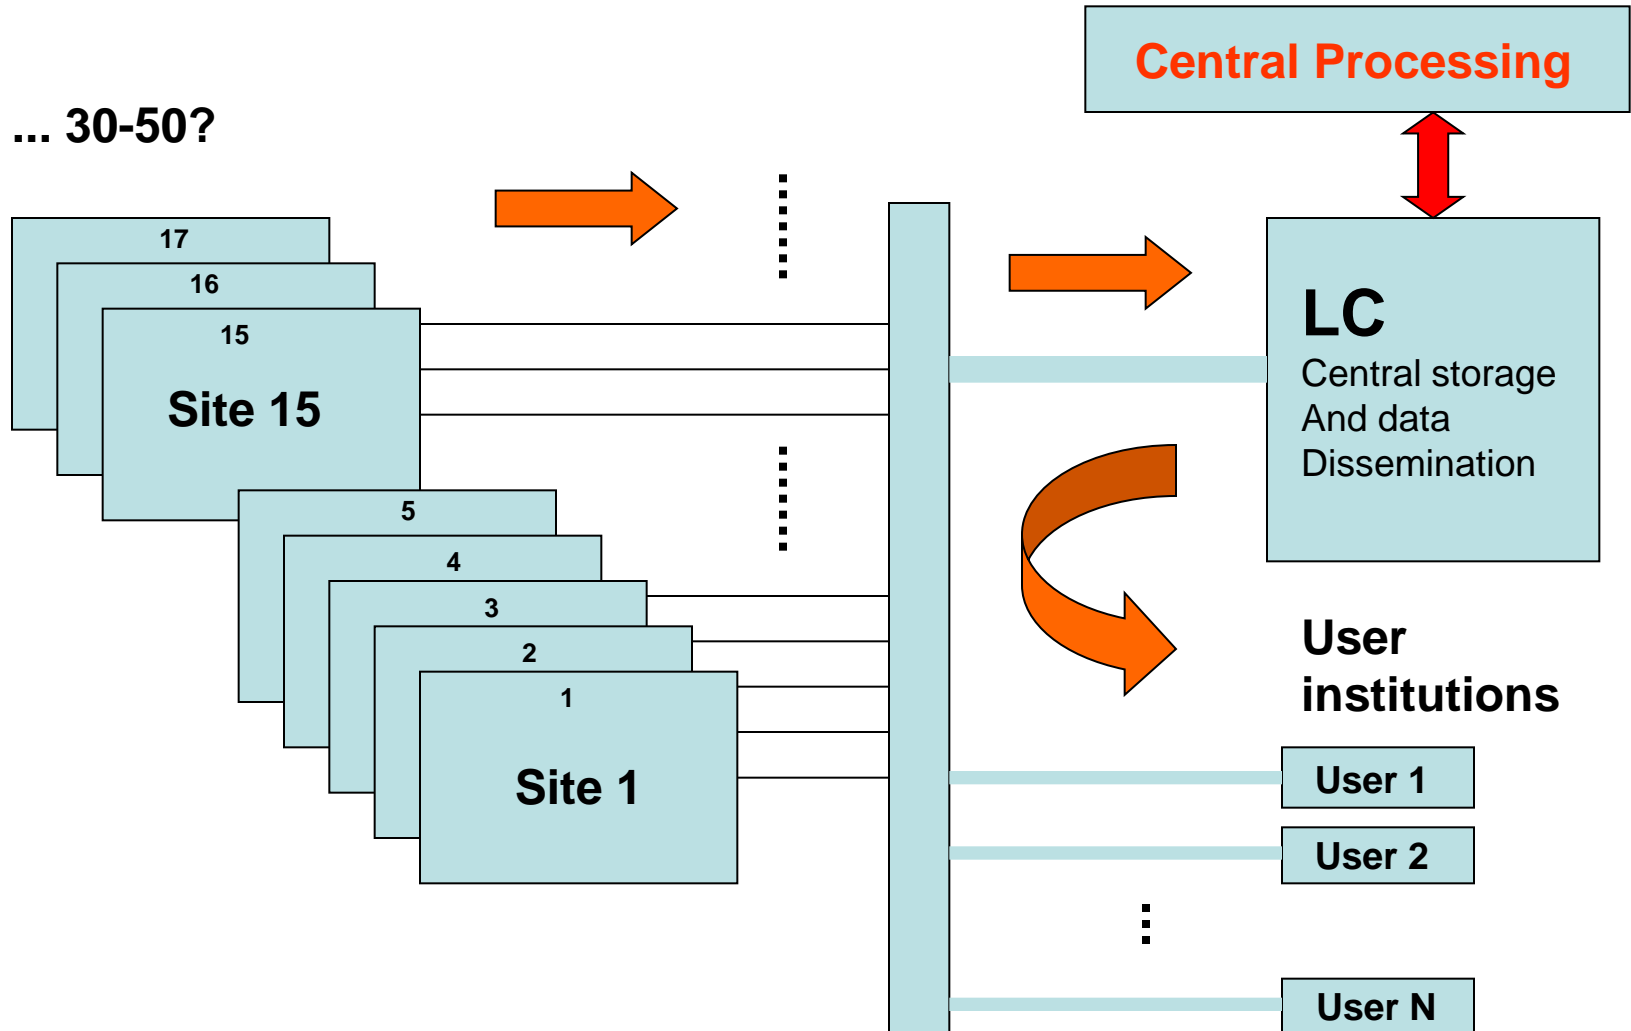 Central Processing
... 30-50?
17
16
15
Site 15
LC
Central storage
And data
Dissemination
5
4
3
2
1
Site 1
User
institutions
User 1
User 2
User N